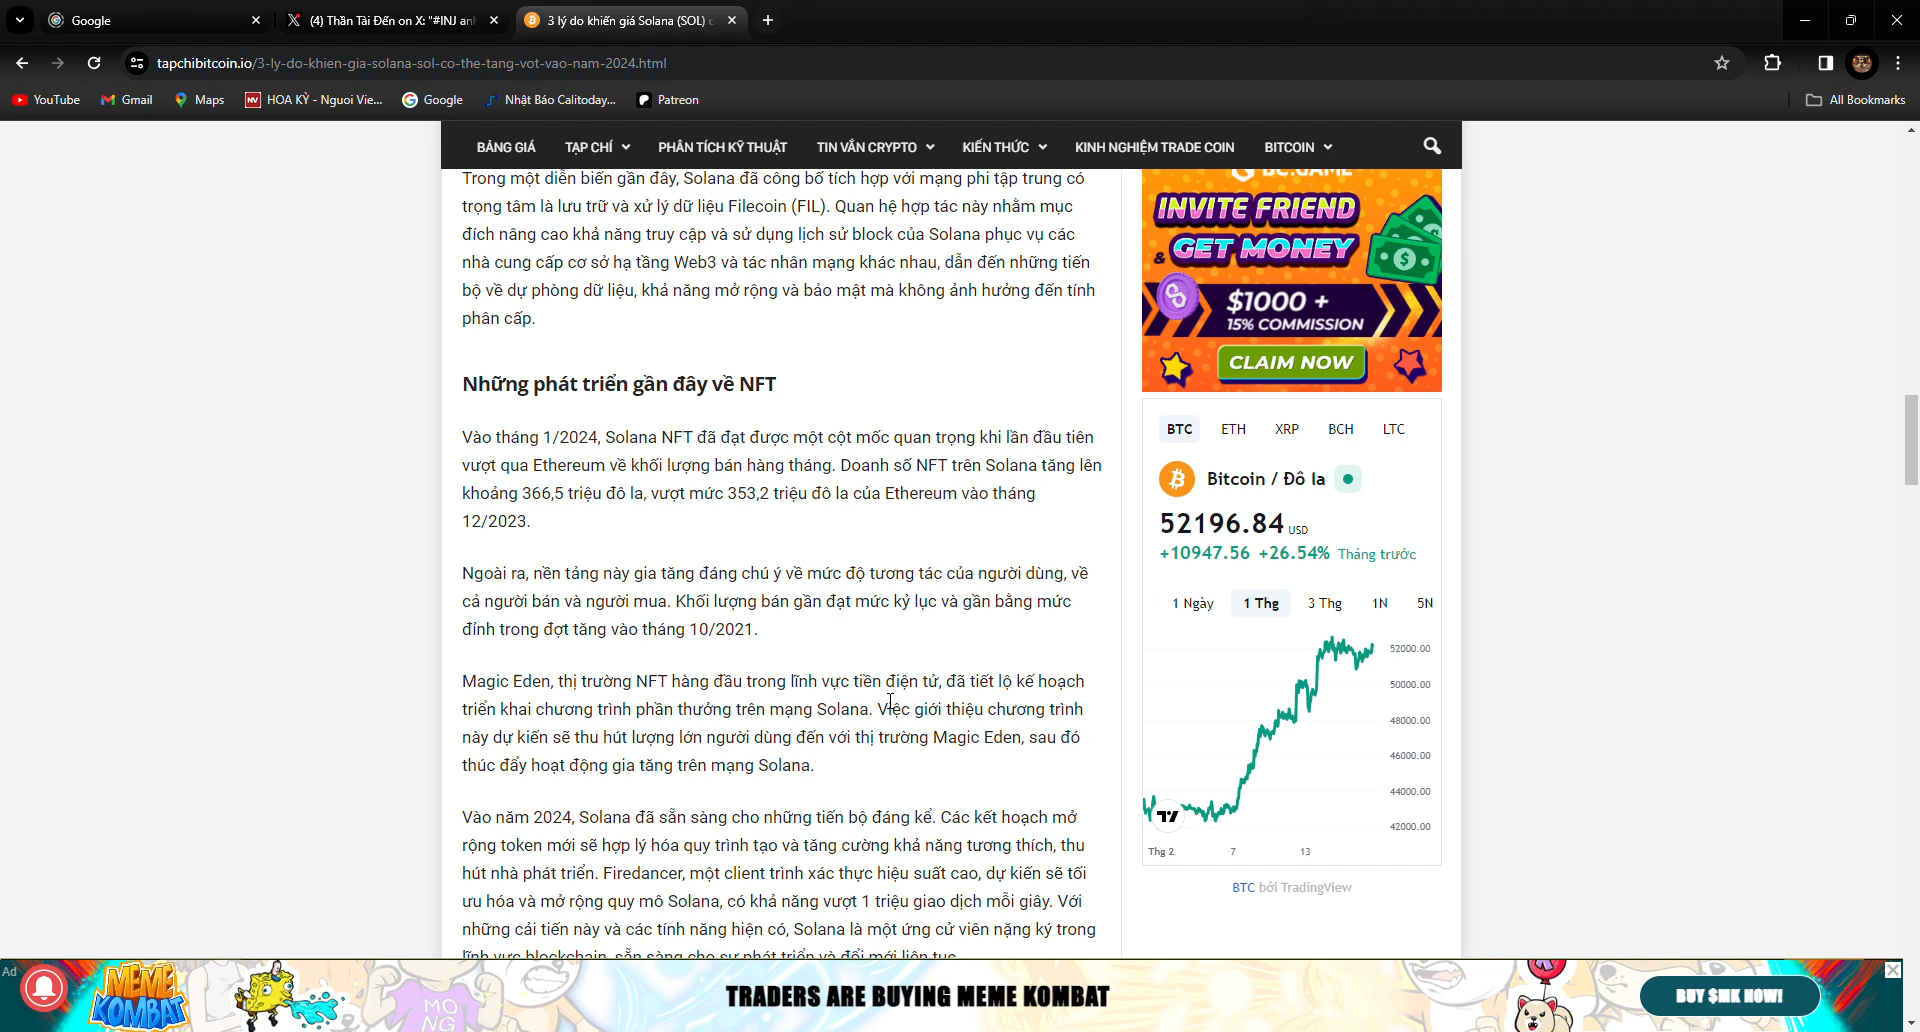 Google
(4) Thần Tài Đến on X: "#INJ an
3 lý do khiến giá Solana (SOL) c
tapchibitcoin.io/3-ly-do-khien-gia-solana-sol-co-the-tang-vot-vao-nam-2024.html
YouTube
Gmail
Maps
NV HOA KỲ - Nguoi Vie...
Google
Nhật Báo Calitoday...
Patreon
All Bookmarks
BẢNG GIÁ
TẠP CHÍ
PHÂN TÍCH KỸ THUẬT
TIN VẮN CRYPTO
KIẾN THỨC
KINH NGHIỆM TRADE COIN
BITCOIN
Trong một diễn biến gần đây, Solana đã công bố tích hợp với mạng phi tập trung có
trọng tâm là lưu trữ và xử lý dữ liệu Filecoin (FIL). Quan hệ hợp tác này nhằm mục
đích nâng cao khả năng truy cập và sử dụng lịch sử block của Solana phục vụ các
nhà cung cấp cơ sở hạ tầng Web3 và tác nhân mạng khác nhau, dẫn đến những tiến
bộ về dự phòng dữ liệu, khả năng mở rộng và bảo mật mà không ảnh hưởng đến tính
phân cấp.
Những phát triển gần đây về NFT
Vào tháng 1/2024, Solana NFT đã đạt được một cột mốc quan trọng khi lần đầu tiên
vượt qua Ethereum về khối lượng bán hàng tháng. Doanh số NFT trên Solana tăng lên
khoảng 366,5 triệu đô la, vượt mức 353,2 triệu đô la của Ethereum vào tháng
12/2023.
Ngoài ra, nền tảng này gia tăng đáng chú ý về mức độ tương tác của người dùng, về
cả người bán và người mua. Khối lượng bán gần đạt mức kỷ lục và gần bằng mức
đỉnh trong đợt tăng vào tháng 10/2021.
Magic Eden, thị trường NFT hàng đầu trong lĩnh vực tiền điện tử, đã tiết lộ kế hoạch
triển khai chương trình phần thưởng trên mạng Solana. Việc giới thiệu chương trình
này dự kiến sẽ thu hút lượng lớn người dùng đến với thị trường Magic Eden, sau đó
thúc đẩy hoạt động gia tăng trên mạng Solana.
Vào năm 2024, Solana đã sẵn sàng cho những tiến bộ đáng kể. Các kết hoạch mở
rộng token mới sẽ hợp lý hóa quy trình tạo và tăng cường khả năng tương thích, thu
hút nhà phát triển. Firedancer, một client trình xác thực hiệu suất cao, dự kiến sẽ tối
ưu hóa và mở rộng quy mô Solana, có khả năng vượt 1 triệu giao dịch mỗi giây. Với
những cải tiến này và các tính năng hiện có, Solana là một ứng cử viên nặng ký trong
lĩnh vực blockchain, sẵn sàng cho sự phát triển và đổi mới liên tục.
BC.GAME
INVITE FRIEND
& GET MONEY
$1000 +
15% COMMISSION
CLAIM NOW
BTC
ETH
XRP
BCH
LTC
Bitcoin / Đô la
52196.84 USD
+10947.56 +26.54% Tháng trước
1 Ngày
1 Thg
3 Thg
1N
5N
52000.00
50000.00
48000.00
46000.00
44000.00
42000.00
Thg 2
7
13
BTC bởi TradingView
Ad
MEME
KOMBAT
MO
NG
TRADERS ARE BUYING MEME KOMBAT
BUY $MK NOW!